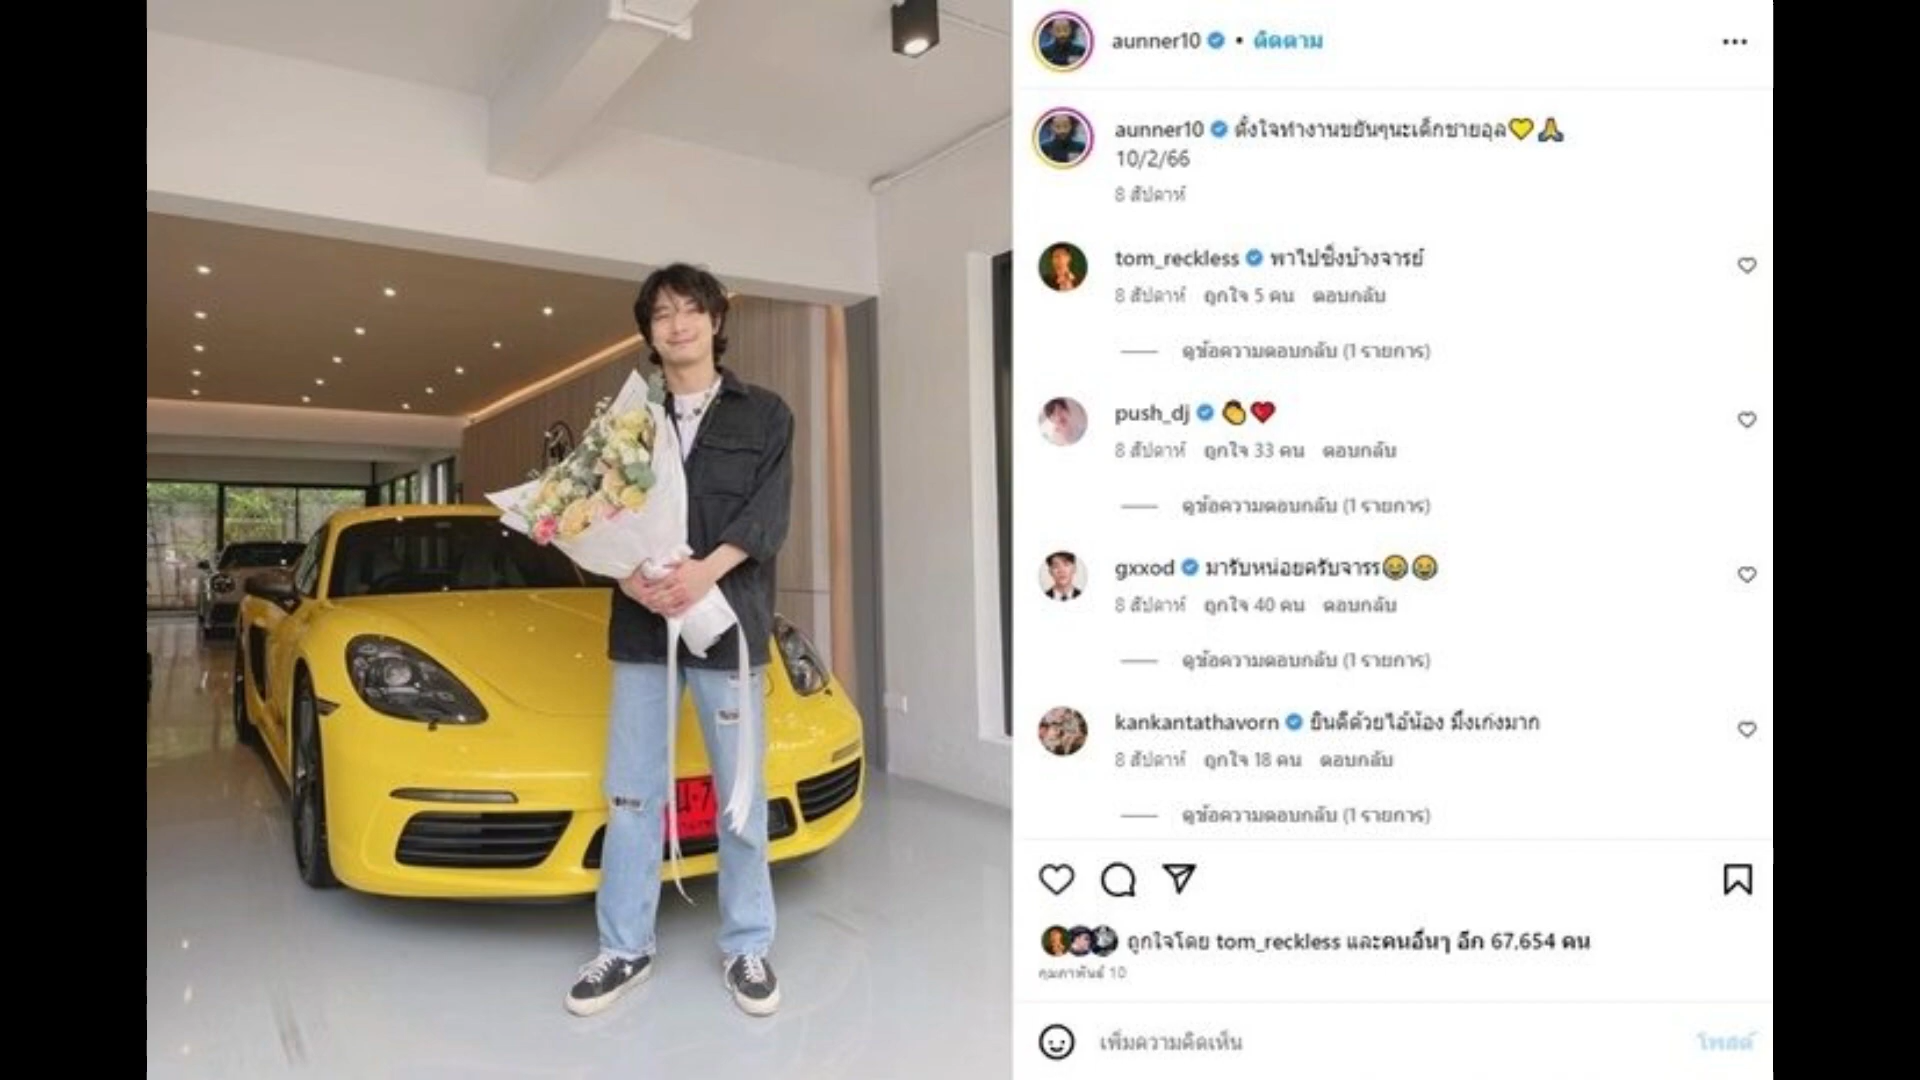 aunner10 • ติดตาม
aunner10 ตั้งใจทำงานขยันๆนะเด็กชายอุล💛🙏
10/2/66
8 สัปดาห์
tom_reckless พาไปซิ่งบ้างจารย์
8 สัปดาห์ ถูกใจ 5 คน ตอบกลับ
ดูข้อความตอบกลับ (1 รายการ)
push_dj 👏❤️
8 สัปดาห์ ถูกใจ 33 คน ตอบกลับ
ดูข้อความตอบกลับ (1 รายการ)
gxxod มารับหน่อยครับจารร😂😂
8 สัปดาห์ ถูกใจ 40 คน ตอบกลับ
ดูข้อความตอบกลับ (1 รายการ)
kankantathavorn ยินดีด้วยไอ้น้อง มึงเก่งมาก
8 สัปดาห์ ถูกใจ 18 คน ตอบกลับ
ดูข้อความตอบกลับ (1 รายการ)
ถูกใจโดย tom_reckless และคนอื่นๆ อีก 67,654 คน
กุมภาพันธ์ 10
เพิ่มความคิดเห็น
โพสต์